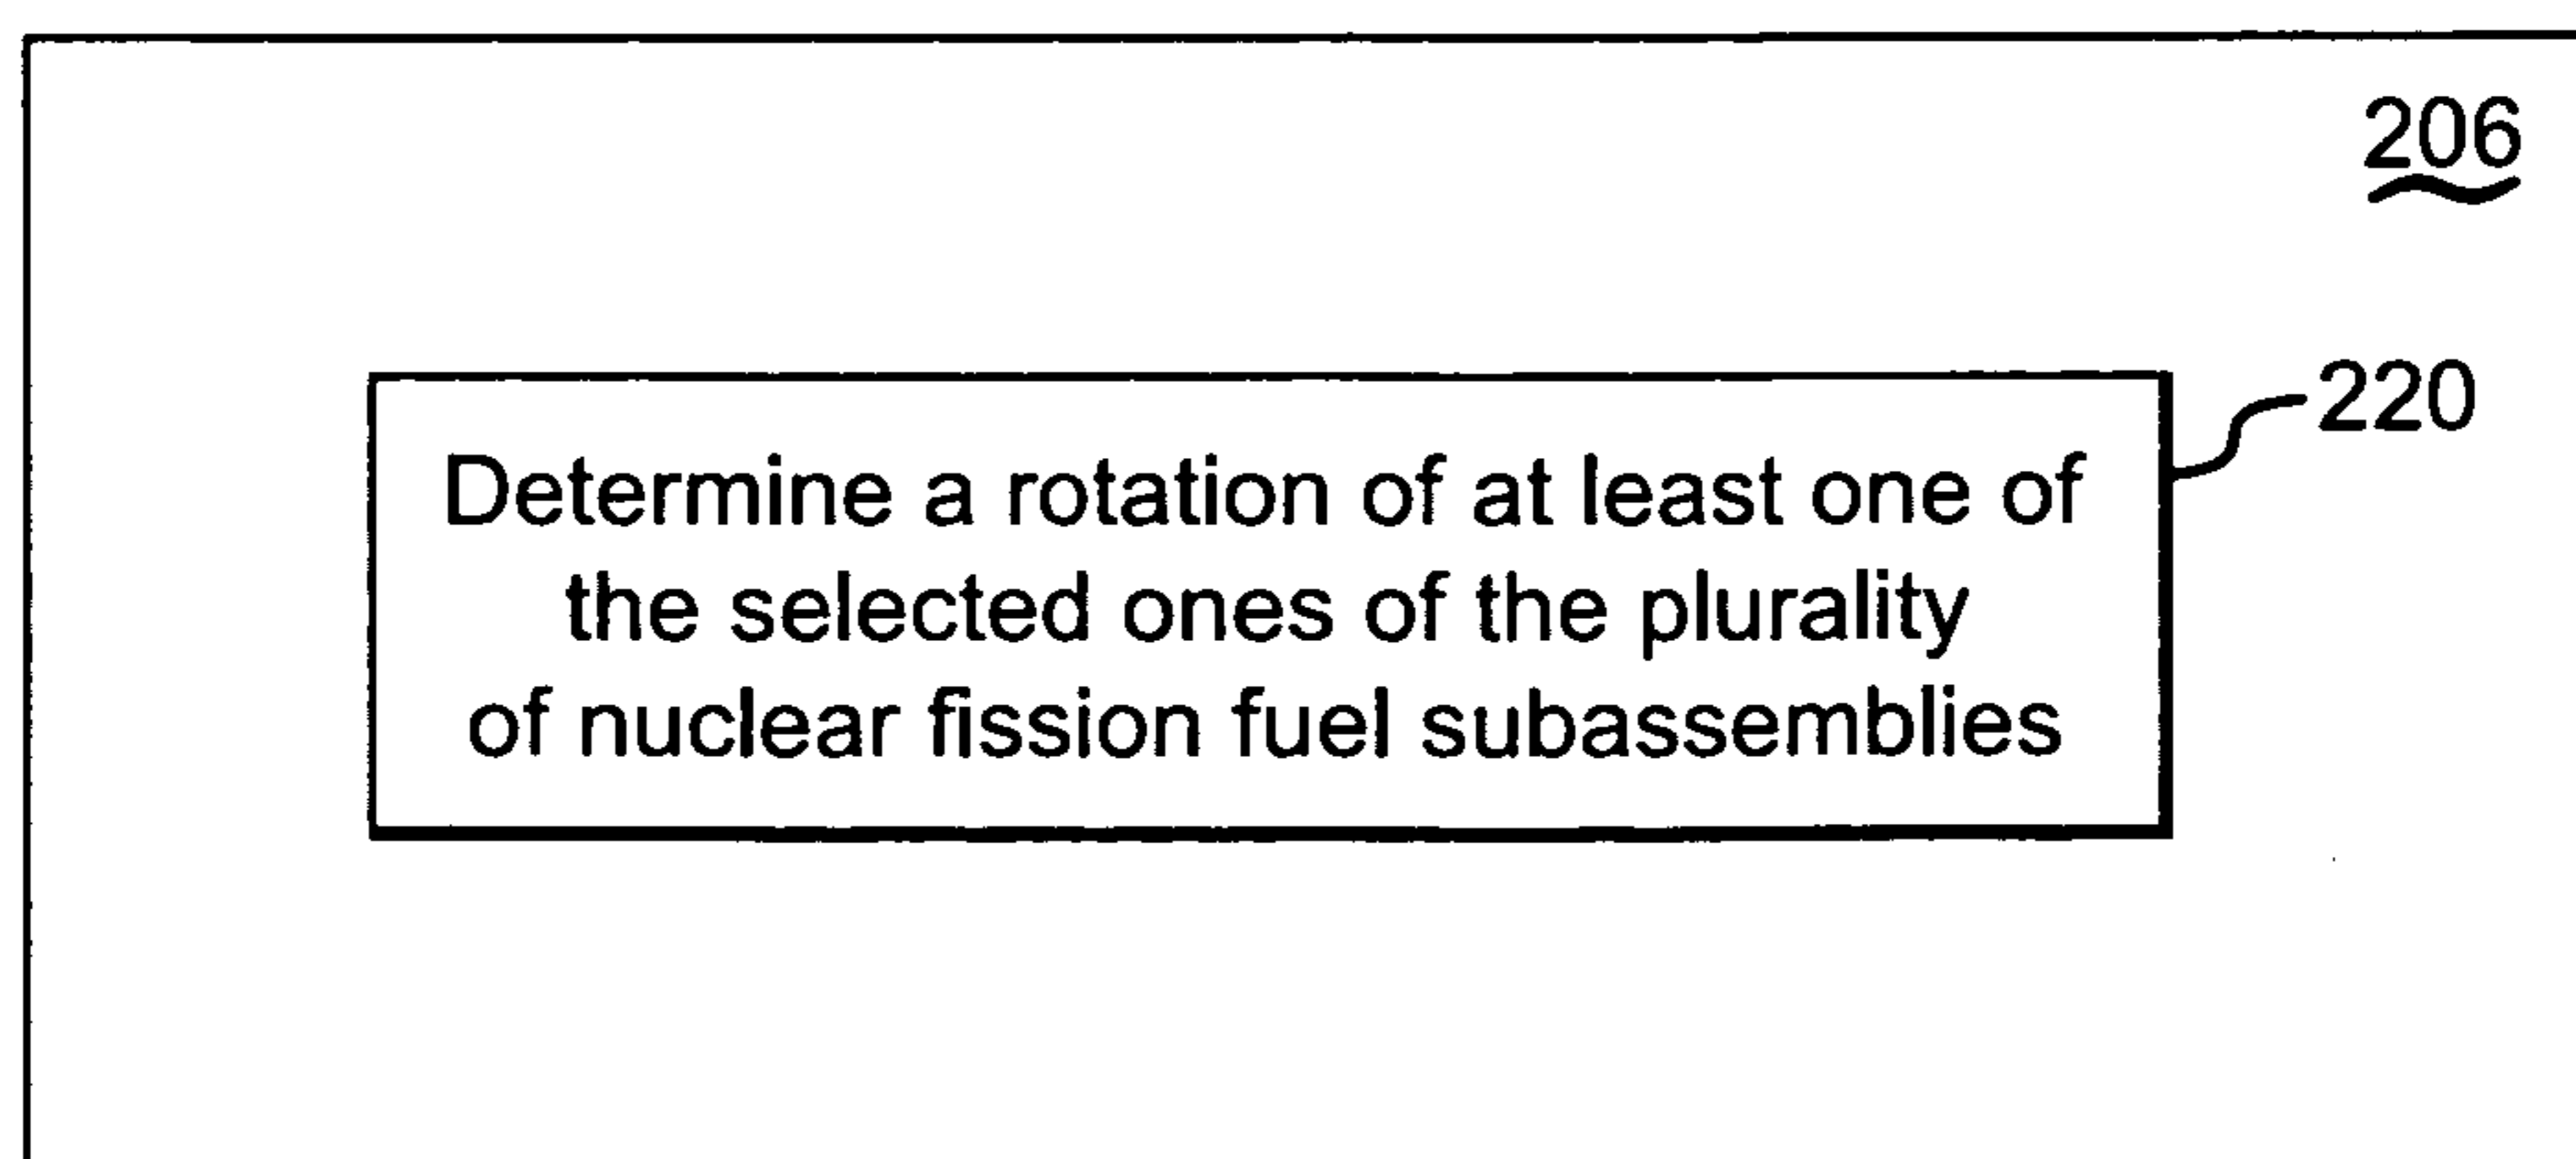 206
220
Determine a rotation of at least one of
the selected ones of the plurality
of nuclear fission fuel subassemblies